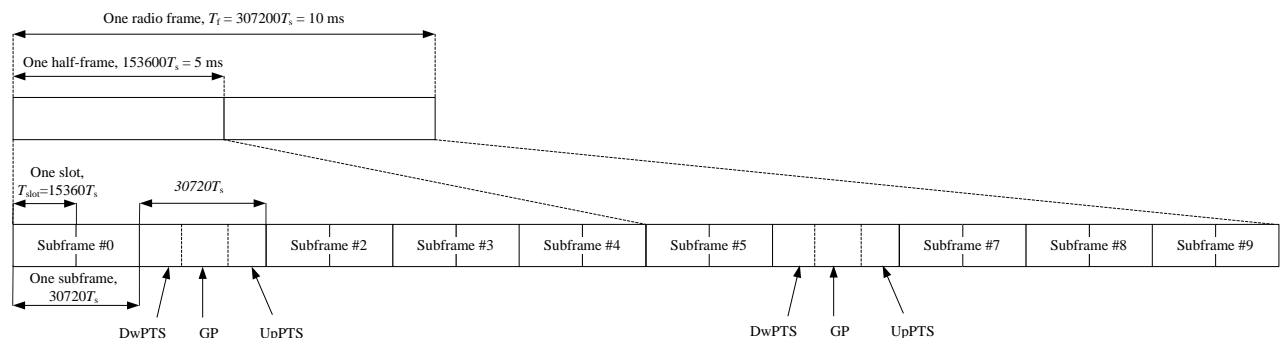 One radio frame, Tf = 307200Ts = 10 ms
One half-frame, 153600Ts = 5 ms
One slot,
Tslot=15360Ts
30720Ts
Subframe #0
Subframe #2
Subframe #3
Subframe #4
Subframe #5
Subframe #7
Subframe #8
Subframe #9
One subframe,
30720Ts
DwPTS
GP
UpPTS
DwPTS
GP
UpPTS